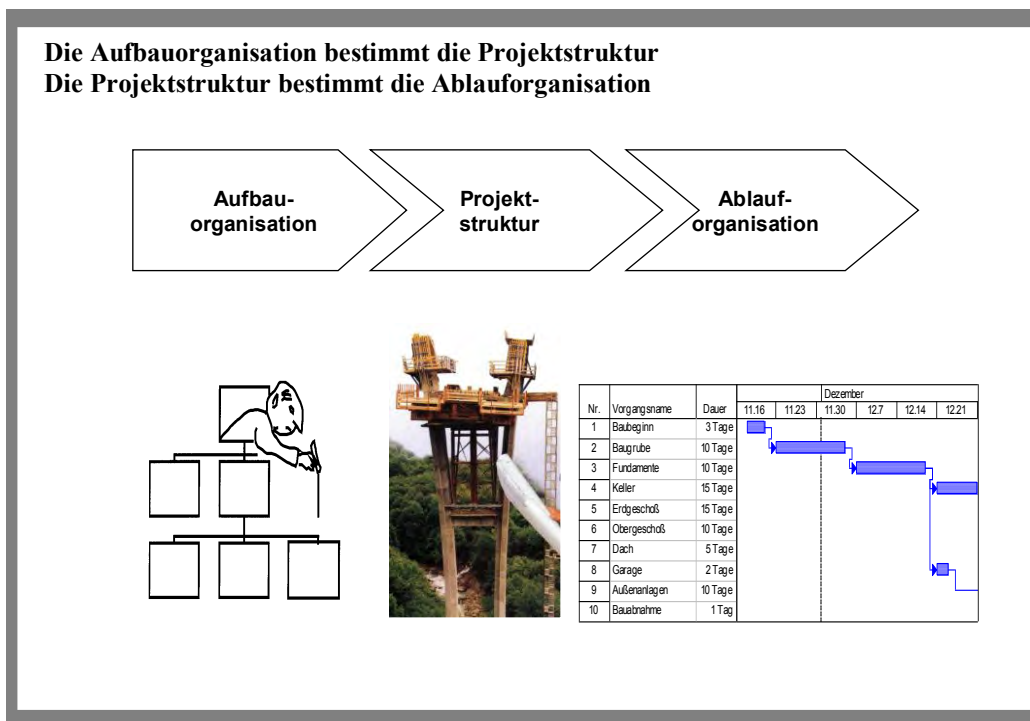 Die Aufbauorganisation bestimmt die Projektstruktur
Die Projektstruktur bestimmt die Ablauforganisation
Aufbau-
organisation
Projekt-
struktur
Ablauf-
organisation
Dezember
Nr. Vorgangsname Dauer 11.16 11.23 11.30 12.7 12.14 12.21
1 Baubeginn 3 Tage
2 Baugrube 10 Tage
3 Fundamente 10 Tage
4 Keller 15 Tage
5 Erdgeschoß 15 Tage
6 Obergeschoß 10 Tage
7 Dach 5 Tage
8 Garage 2 Tage
9 Außenanlagen 10 Tage
10 Bauabnahme 1 Tag